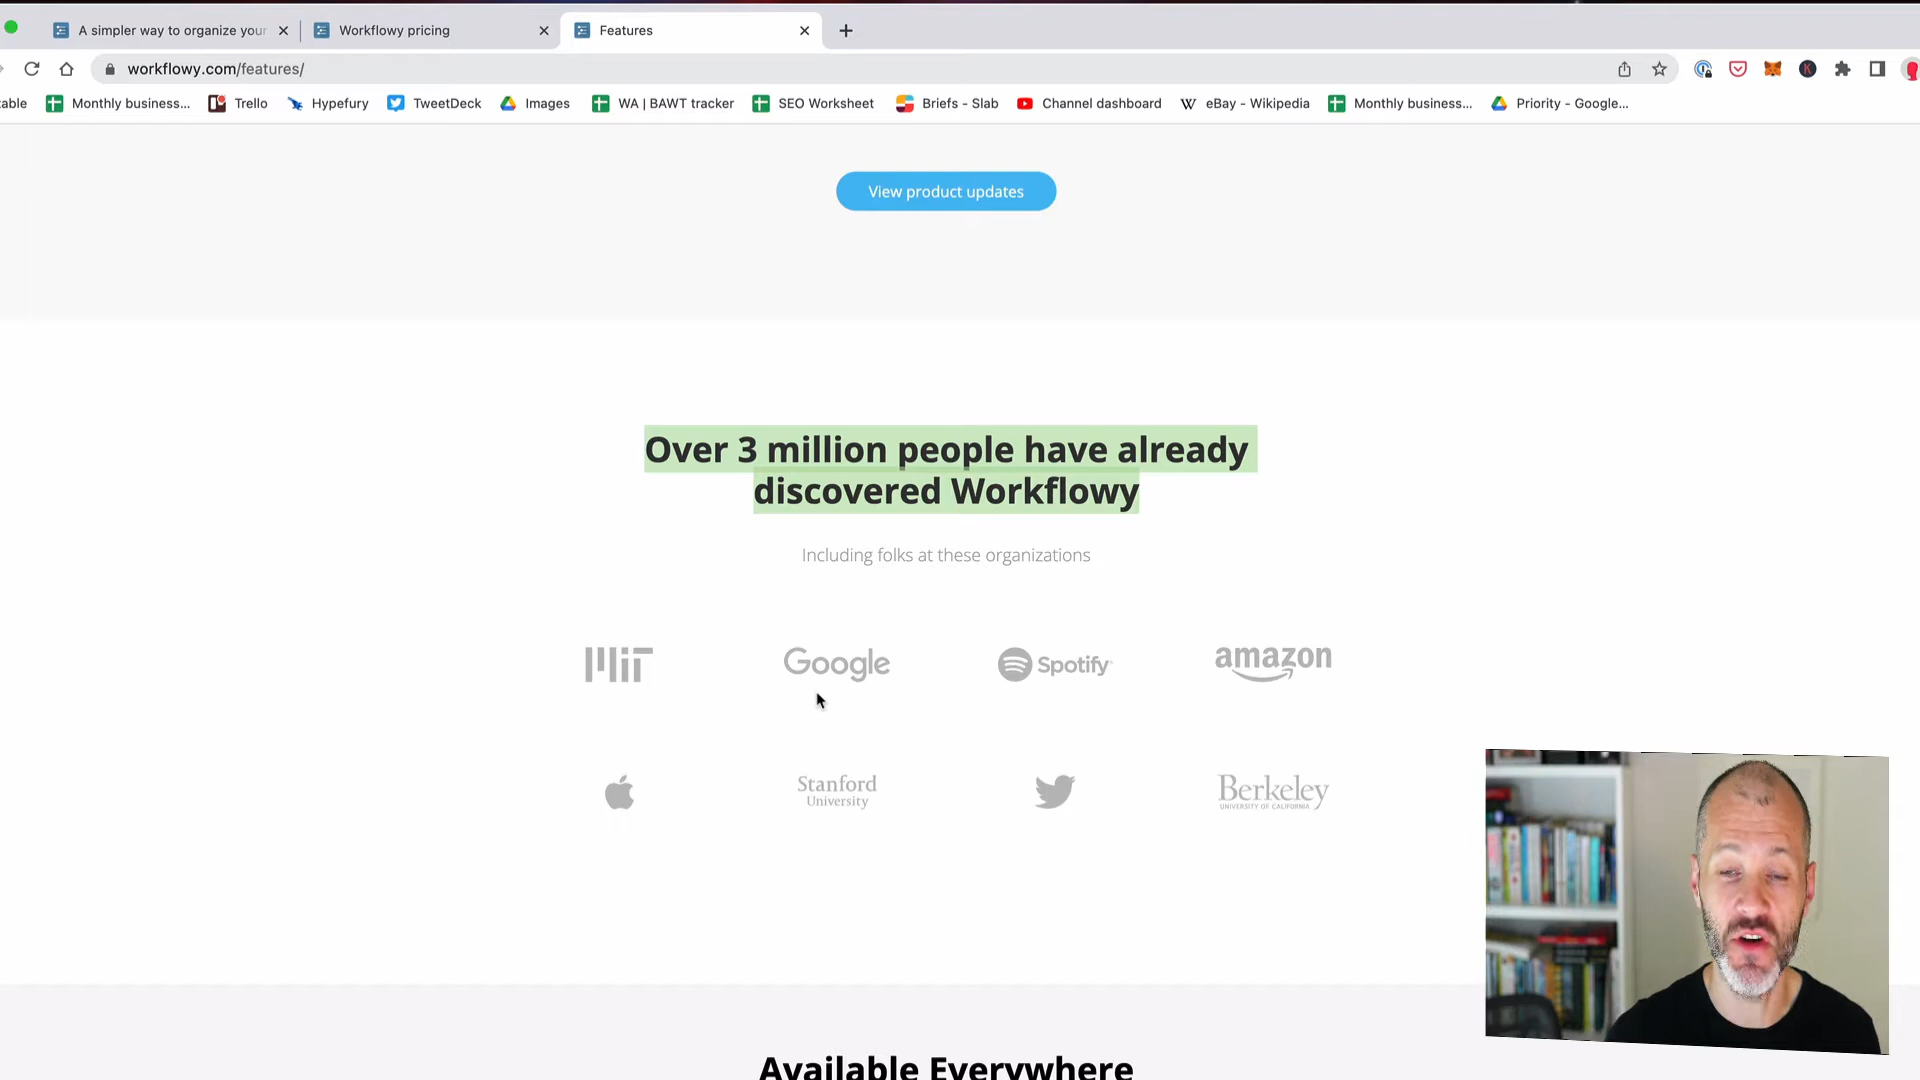 A simpler way to organize your
Workflowy pricing
Features
workflowy.com/features/
able
Monthly business...
Trello
Hypefury
TweetDeck
Images
WA | BAWT tracker
SEO Worksheet
Briefs - Slab
Channel dashboard
eBay - Wikipedia
Monthly business...
Priority - Google...
View product updates
Over 3 million people have already
discovered Workflowy
Including folks at these organizations
MIT
Google
Spotify
amazon
Stanford
University
Berkeley
UNIVERSITY OF CALIFORNIA
Available Everywhere